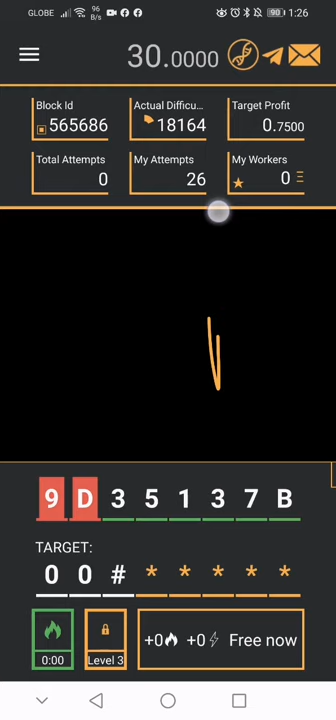 GLOBE 96 B/s 90 1:26
30.0000
Block Id Actual Difficu... Target Profit
565686 18164 0.7500
Total Attempts My Attempts My Workers
0 26 0
9 D 3 5 1 3 7 B
TARGET:
0 0 # * * * * *
0:00 Level 3 +0 +0 Free now